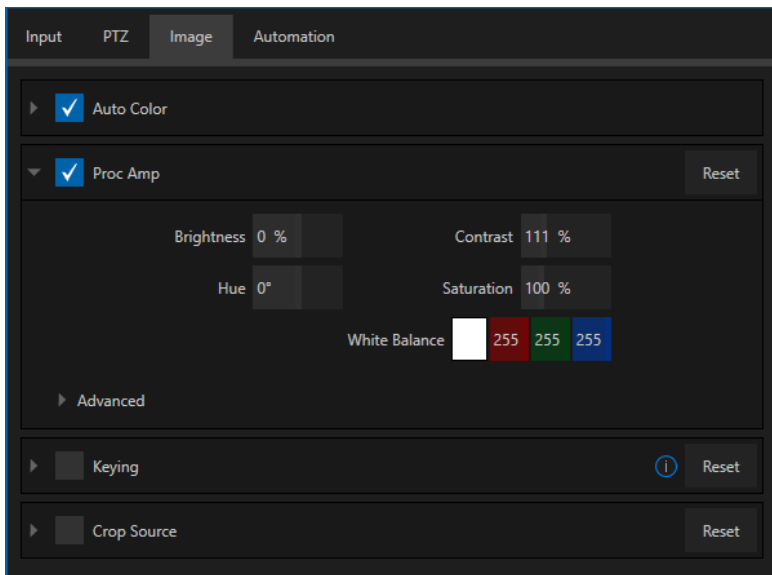 Input PTZ Image Automation
Auto Color
Proc Amp Reset
Brightness 0 % Contrast 111 %
Hue 0° Saturation 100 %
White Balance 255 255 255
Advanced
Keying i Reset
Crop Source Reset